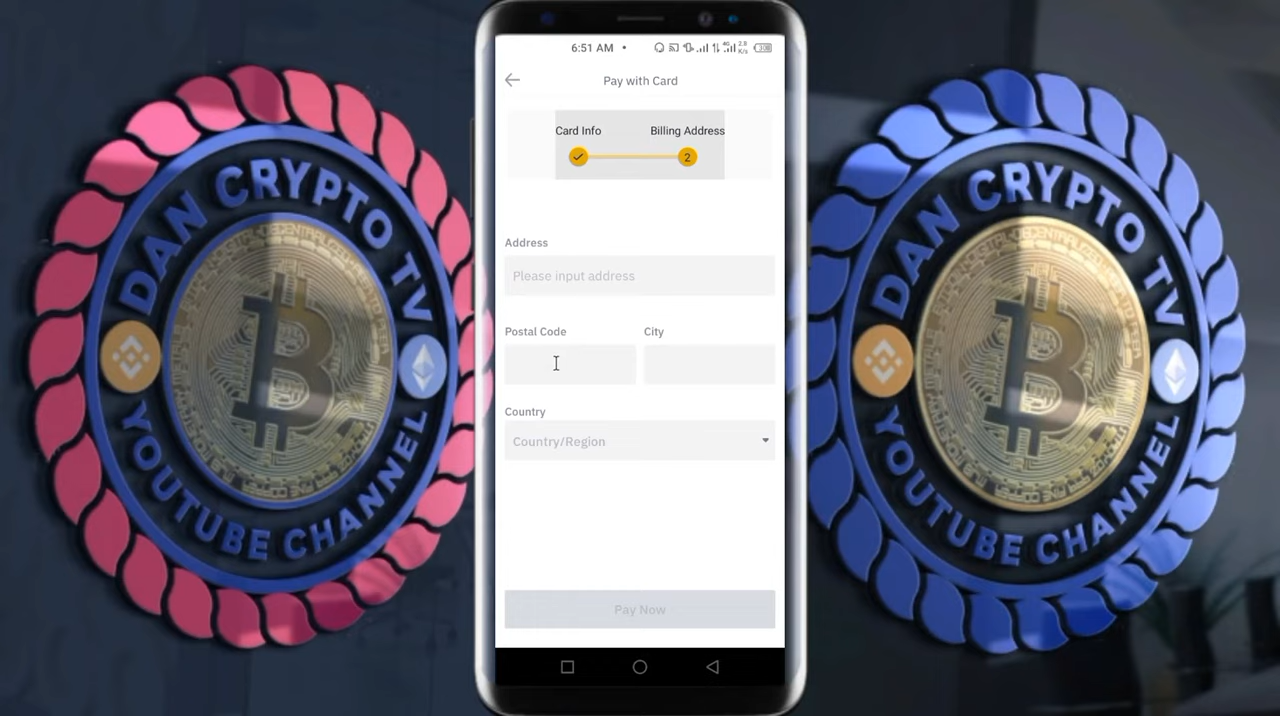 6:51 AM
Pay with Card
Card Info
Billing Address
2
Address
Please input address
Postal Code
City
Country
Country/Region
Pay Now
DAN CRYPTO TV
YOUTUBE CHANNEL
DAN CRYPTO TV
YOUTUBE CHANNEL